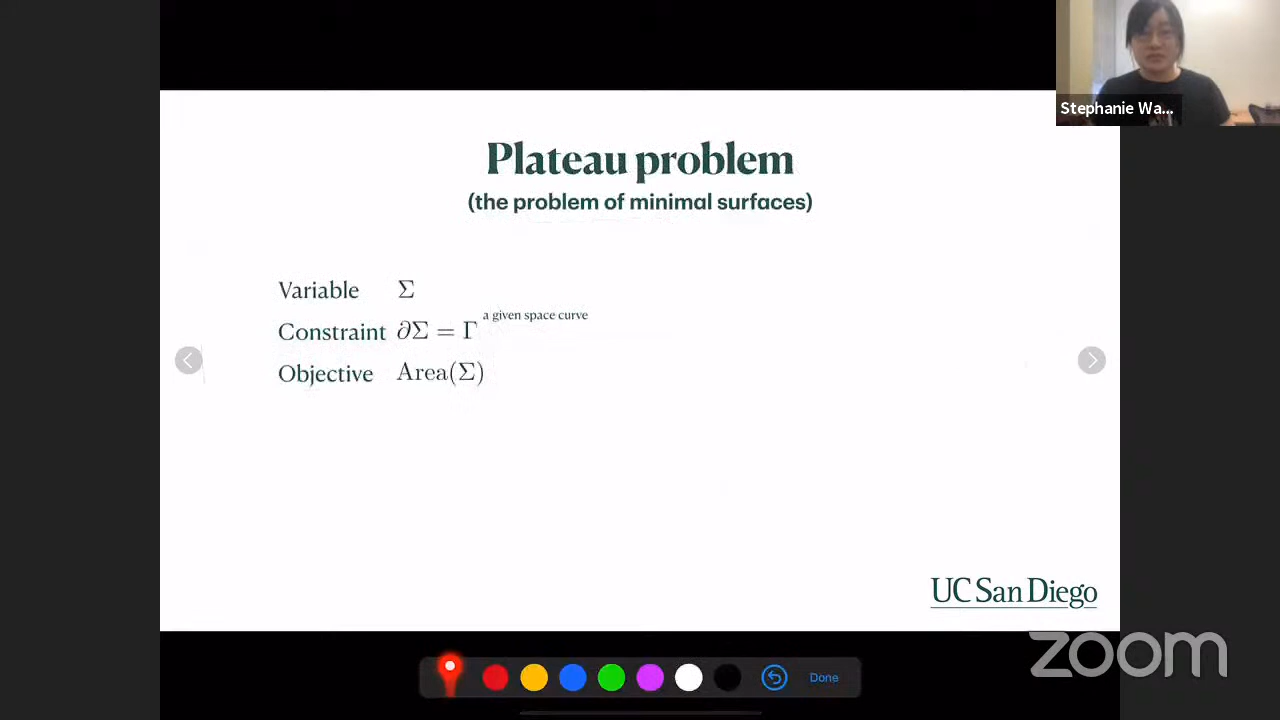 Stephanie Wa...
Plateau problem
(the problem of minimal surfaces)
Variable Σ
Constraint ∂Σ = Γ a given space curve
Objective Area(Σ)
UC San Diego
zoom
Done